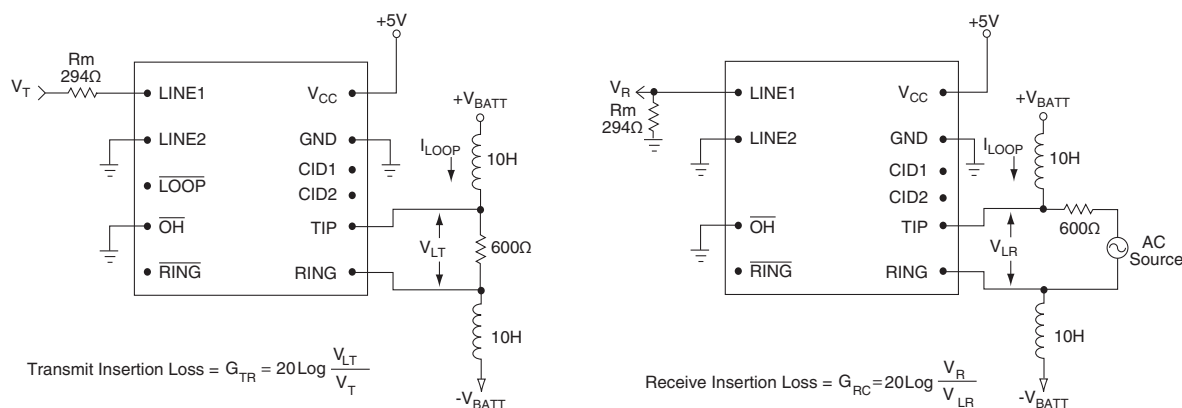 +5V
Rm
294Ω
V_T
LINE1
V_CC
+V_BATT
LINE2
GND
I_LOOP
10H
CID1
LOOP
CID2
OH
TIP
V_LT
600Ω
RING
RING
10H
Transmit Insertion Loss = G_TR = 20Log V_LT / V_T
-V_BATT
+5V
V_R
LINE1
V_CC
Rm
294Ω
+V_BATT
LINE2
GND
I_LOOP
10H
CID1
CID2
OH
TIP
600Ω
V_LR
AC
Source
RING
RING
10H
Receive Insertion Loss = G_RC = 20Log V_R / V_LR
-V_BATT